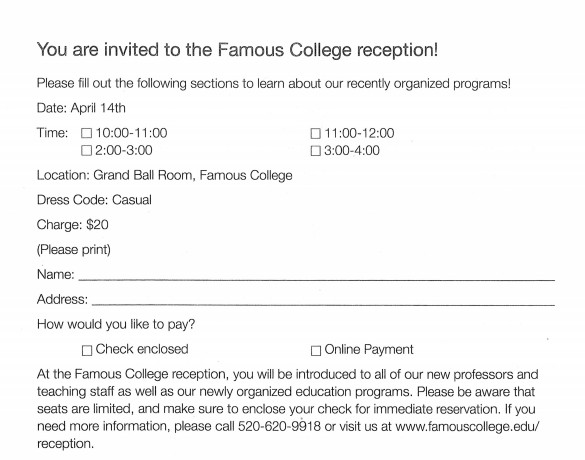 You are invited to the Famous College reception!
Please fill out the following sections to learn about our recently organized programs!
Date: April 14th
Time: ☐ 10:00-11:00 ☐ 11:00-12:00
☐ 2:00-3:00 ☐ 3:00-4:00
Location: Grand Ball Room, Famous College
Dress Code: Casual
Charge: $20
(Please print)
Name:
Address:
How would you like to pay?
☐ Check enclosed ☐ Online Payment
At the Famous College reception, you will be introduced to all of our new professors and
teaching staff as well as our newly organized education programs. Please be aware that
seats are limited, and make sure to enclose your check for immediate reservation. If you
need more information, please call 520-620-9918 or visit us at www.famouscollege.edu/
reception.